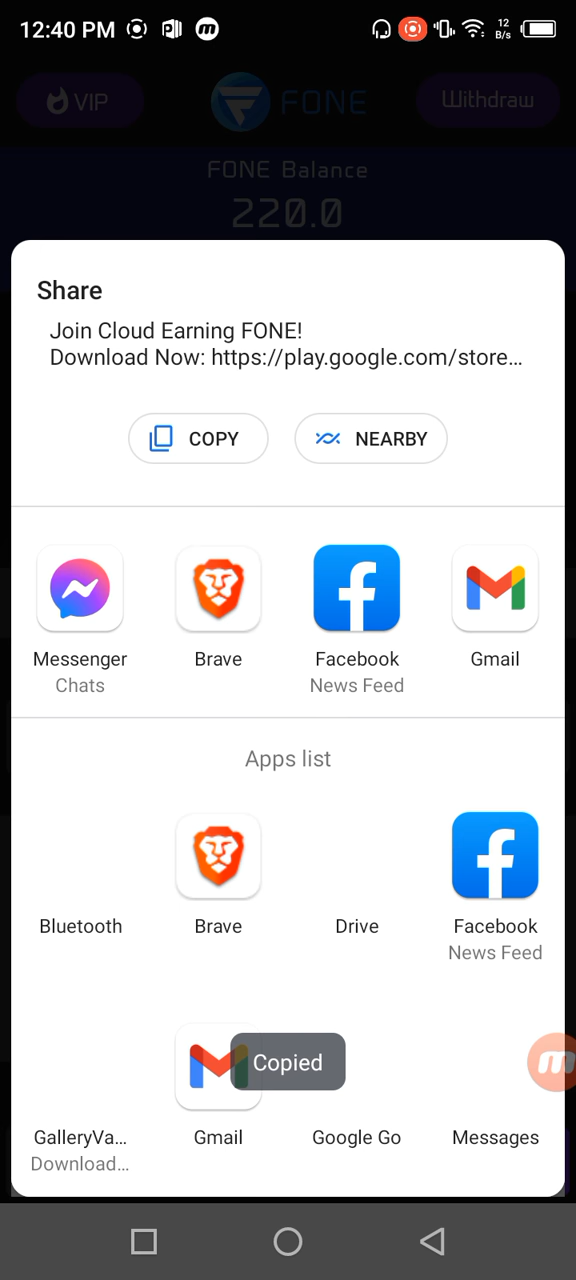 12:40 PM
12
B/s
VIP
FONE
Withdraw
FONE Balance
220.0
Share
Join Cloud Earning FONE!
Download Now: https://play.google.com/store…
COPY
NEARBY
Messenger
Chats
Brave
Facebook
News Feed
Gmail
Apps list
Bluetooth
Brave
Drive
Facebook
News Feed
Copied
GalleryVa…
Download…
Gmail
Google Go
Messages